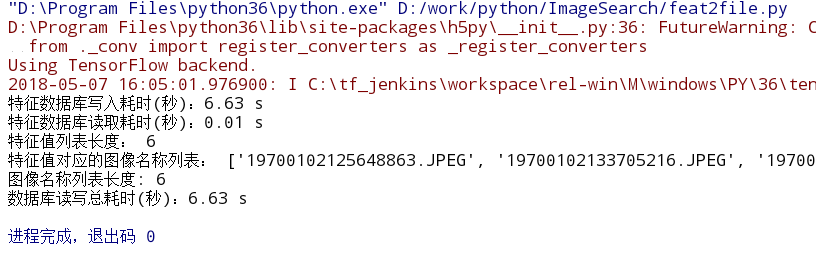 "D:\Program Files\python36\python.exe" D:/work/python/ImageSearch/feat2file.py
D:\Program Files\python36\lib\site-packages\h5py\__init__.py:36: FutureWarning: C
from ._conv import register_converters as _register_converters
Using TensorFlow backend.
2018-05-07 16:05:01.976900: I C:\tf_jenkins\workspace\rel-win\M\windows\PY\36\ten
特征数据库写入耗时(秒)：6.63 s
特征数据库读取耗时(秒)：0.01 s
特征值列表长度： 6
特征值对应的图像名称列表： ['19700102125648863.JPEG', '19700102133705216.JPEG', '19700
图像名称列表长度: 6
数据库读写总耗时(秒)：6.63 s
进程完成，退出码 0